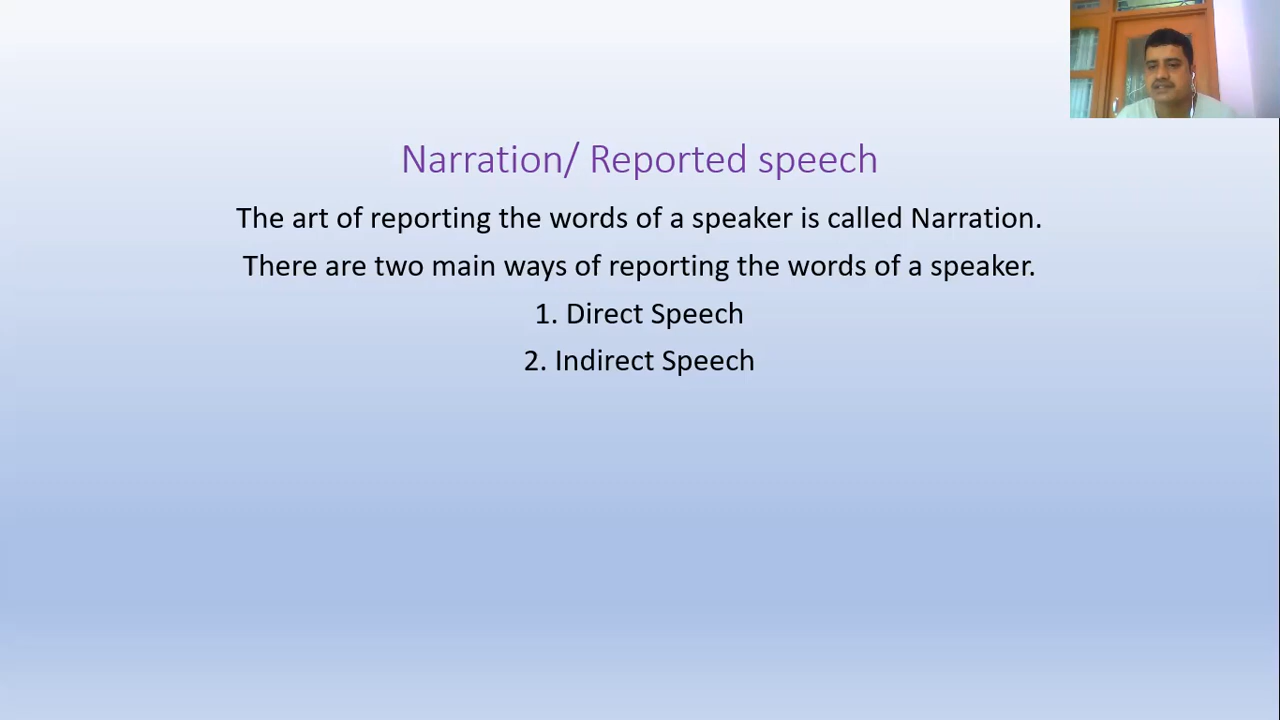 Narration/ Reported speech
The art of reporting the words of a speaker is called Narration.
There are two main ways of reporting the words of a speaker.
1. Direct Speech
2. Indirect Speech